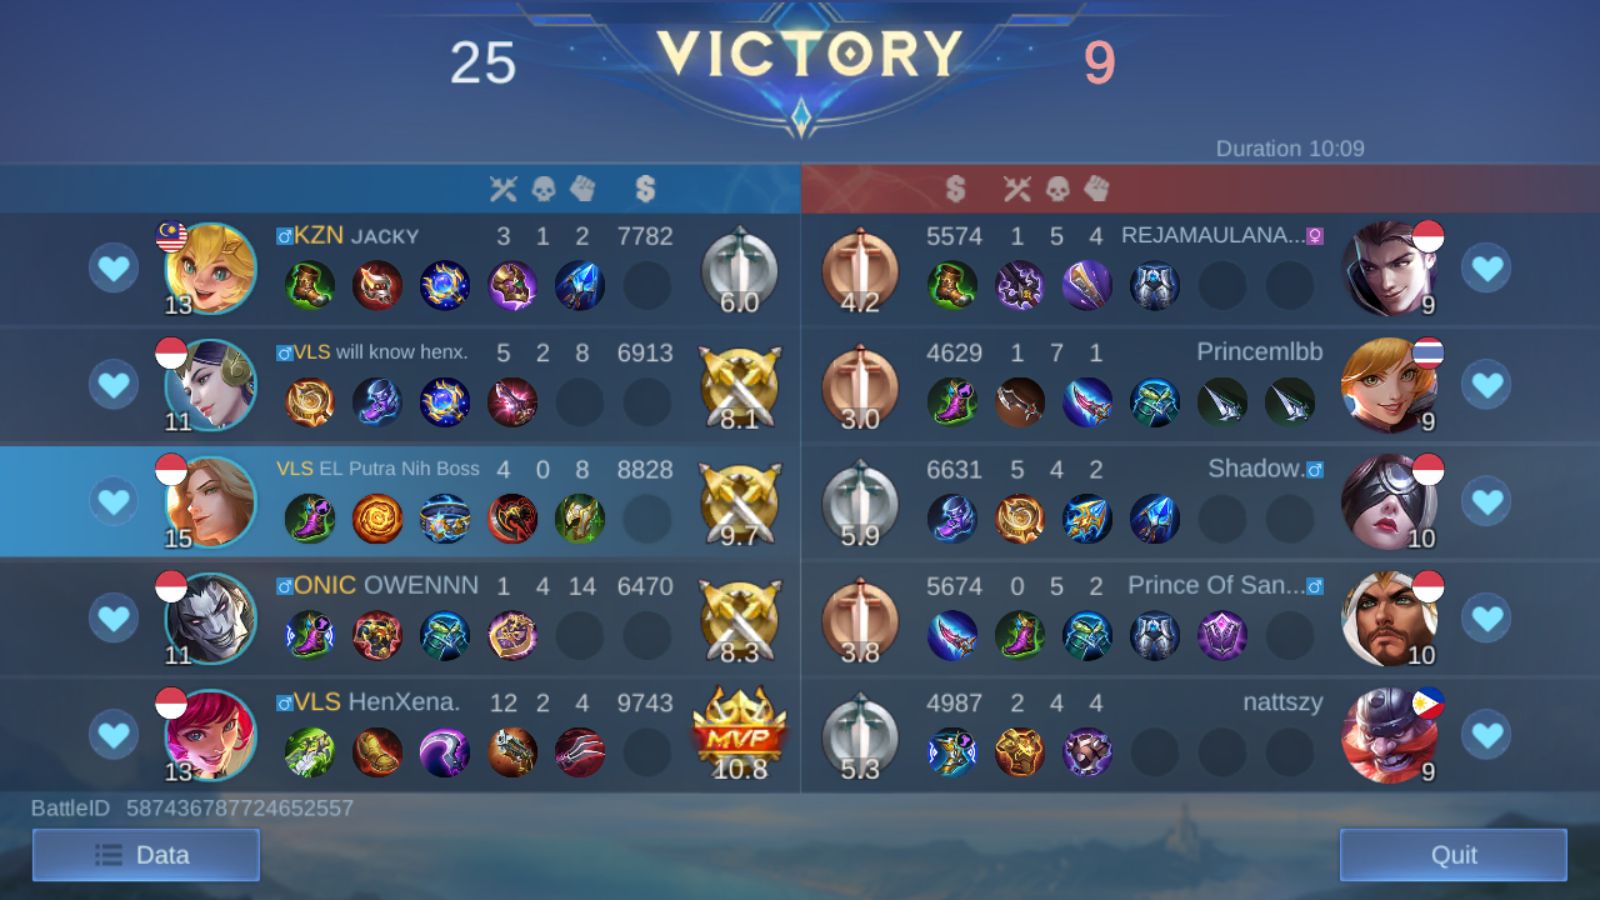 25 VICTORY 9
Duration 10:09
KZN JACKY 3 1 2 7782
13 6.0
5574 1 5 4 REJAMAULANA...
4.2 9
VLS will know henx. 5 2 8 6913
11 8.1
4629 1 7 1 Princemlbb
3.0 9
VLS EL Putra Nih Boss 4 0 8 8828
15 9.7
6631 5 4 2 Shadow.
5.9 10
ONIC OWENNN 1 4 14 6470
11 8.3
5674 0 5 2 Prince Of San...
3.8 10
VLS HenXena. 12 2 4 9743
MVP
13 10.8
4987 2 4 4 nattszy
5.3 9
BattleID 587436787724652557
Data
Quit